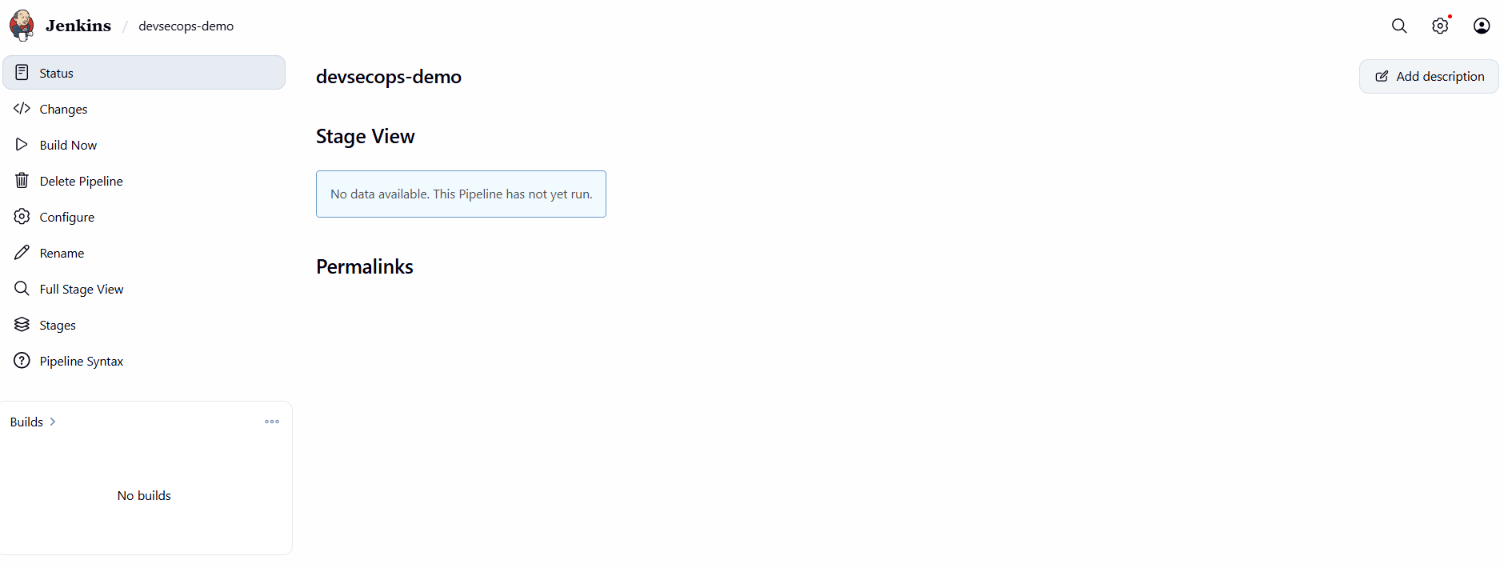 Jenkins / devsecops-demo
Status
Changes
Build Now
Delete Pipeline
Configure
Rename
Full Stage View
Stages
Pipeline Syntax
Builds
No builds
devsecops-demo
Add description
Stage View
No data available. This Pipeline has not yet run.
Permalinks